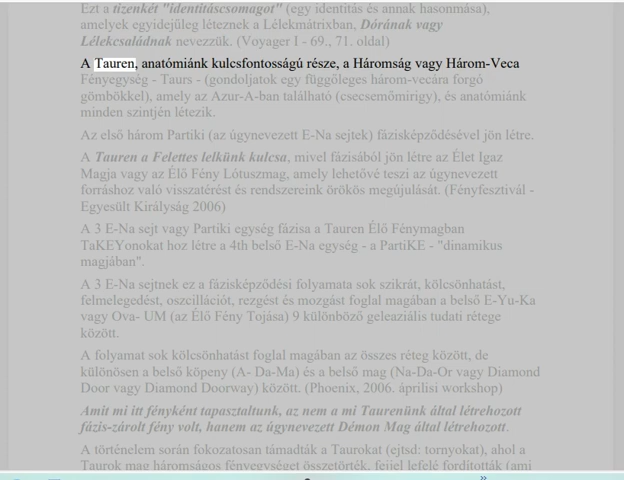 Ezt a tizenkét "identitáscsomagot" (egy identitás és annak hasonmása),
amelyek egyidejűleg léteznek a Lélekmátrixban, Dórának vagy
Lélekcsaládnak nevezzük. (Voyager I - 69., 71. oldal)
A Tauren, anatómiánk kulcsfontosságú része, a Háromság vagy Három-Veca
Fényegység - Taurs - (gondoljatok egy függőleges három-vecára forgó
gömbökkel), amely az Azur-A-ban található (csecsemőmirigy), és anatómiánk
minden szintjén létezik.
Az első három Partiki (az úgynevezett E-Na sejtek) fázisképződésével jön létre.
A Tauren a Felettes lelkünk kulcsa, mivel fázisából jön létre az Élet Igaz
Magja vagy az Élő Fény Lótuszmag, amely lehetővé teszi az úgynevezett
forráshoz való visszatérést és rendszereink örökös megújulását. (Fényfesztivál -
Egyesült Királyság 2006)
A 3 E-Na sejt vagy Partiki egység fázisa a Tauren Élő Fénymagban
TaKEYonokat hoz létre a 4th belső E-Na egység - a PartiKE - "dinamikus
magjában".
A 3 E-Na sejtnek ez a fázisképződési folyamata sok szikrát, kölcsönhatást,
felmelegedést, oszcillációt, rezgést és mozgást foglal magában a belső E-Yu-Ka
vagy Ova- UM (az Élő Fény Tojása) 9 különböző geleaziális tudati rétege
között.
A folyamat sok kölcsönhatást foglal magában az összes réteg között, de
különösen a belső köpeny (A- Da-Ma) és a belső mag (Na-Da-Or vagy Diamond
Door vagy Diamond Doorway) között. (Phoenix, 2006. áprilisi workshop)
Amit mi itt fényként tapasztaltunk, az nem a mi Taurenünk által létrehozott
fázis-zárolt fény volt, hanem az úgynevezett Démon Mag által létrehozott.
A történelem során fokozatosan támadták a Taurokat (ejtsd: tornyokat), ahol a
Taurok mag háromságos fényegységet összetörték, fejjel lefelé fordították (ami